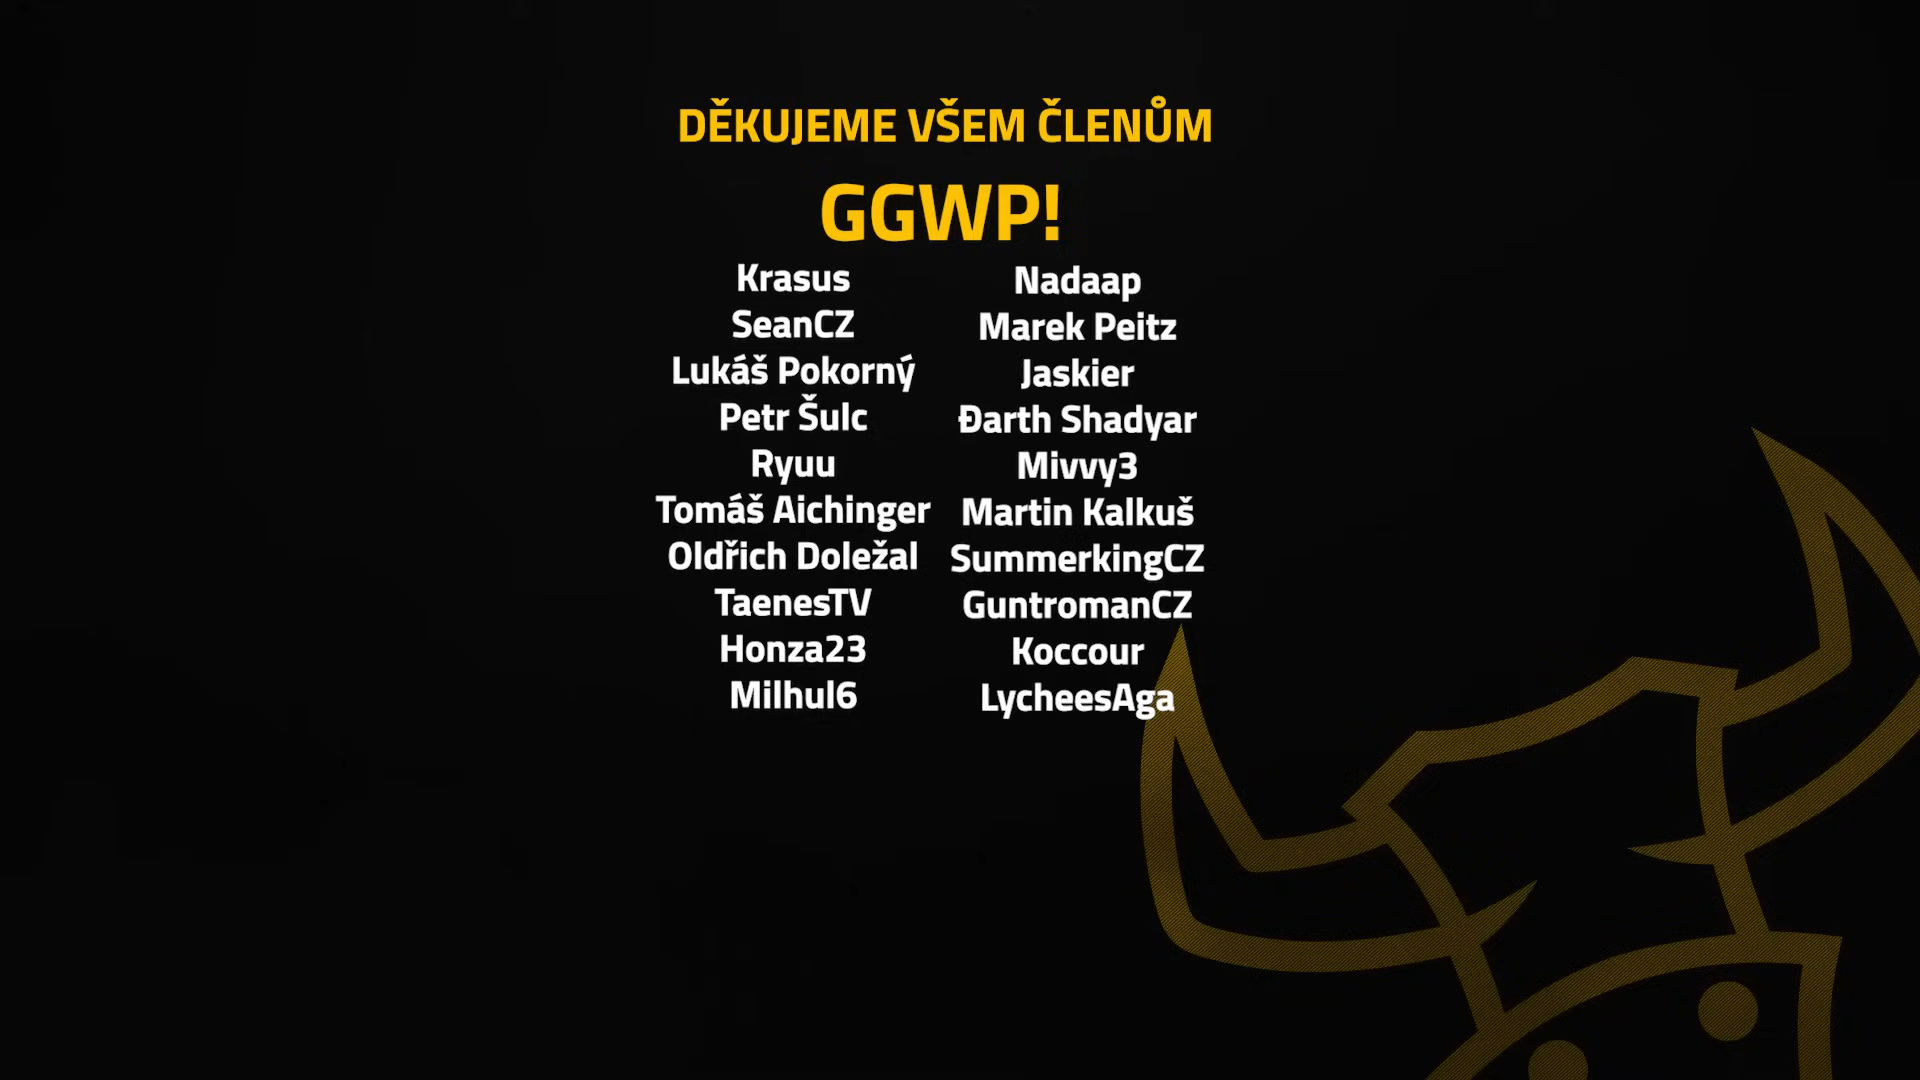 DĚKUJEME VŠEM ČLENŮM
GGWP!
Krasus
SeanCZ
Lukáš Pokorný
Petr Šulc
Ryuu
Tomáš Aichinger
Oldřich Doležal
TaenesTV
Honza23
Milhul6
Nadaap
Marek Peitz
Jaskier
Đarth Shadyar
Mivvy3
Martin Kalkuš
SummerkingCZ
GuntromanCZ
Koccour
LycheesAga